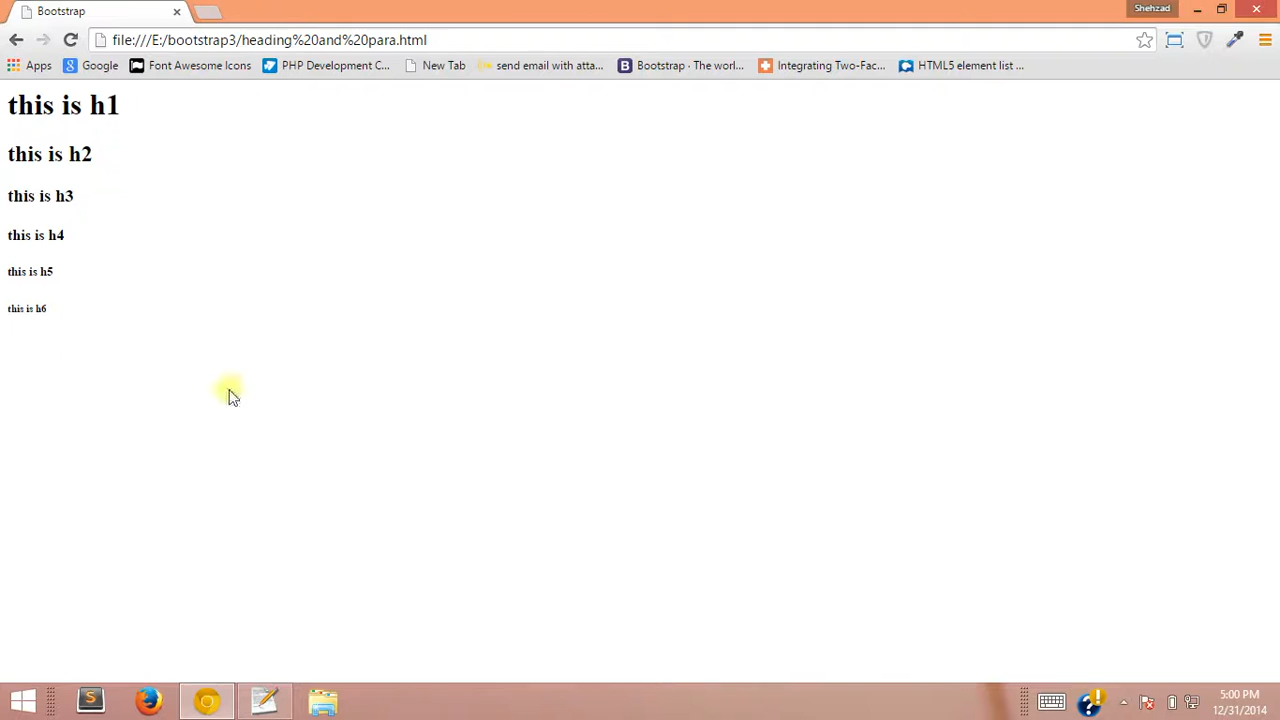 Bootstrap
Shehzad
file:///E:/bootstrap3/heading%20and%20para.html
Apps Google Font Awesome Icons PHP Development C... New Tab send email with atta... Bootstrap · The worl... Integrating Two-Fac... HTML5 element list ...
this is h1
this is h2
this is h3
this is h4
this is h5
this is h6
5:00 PM
12/31/2014